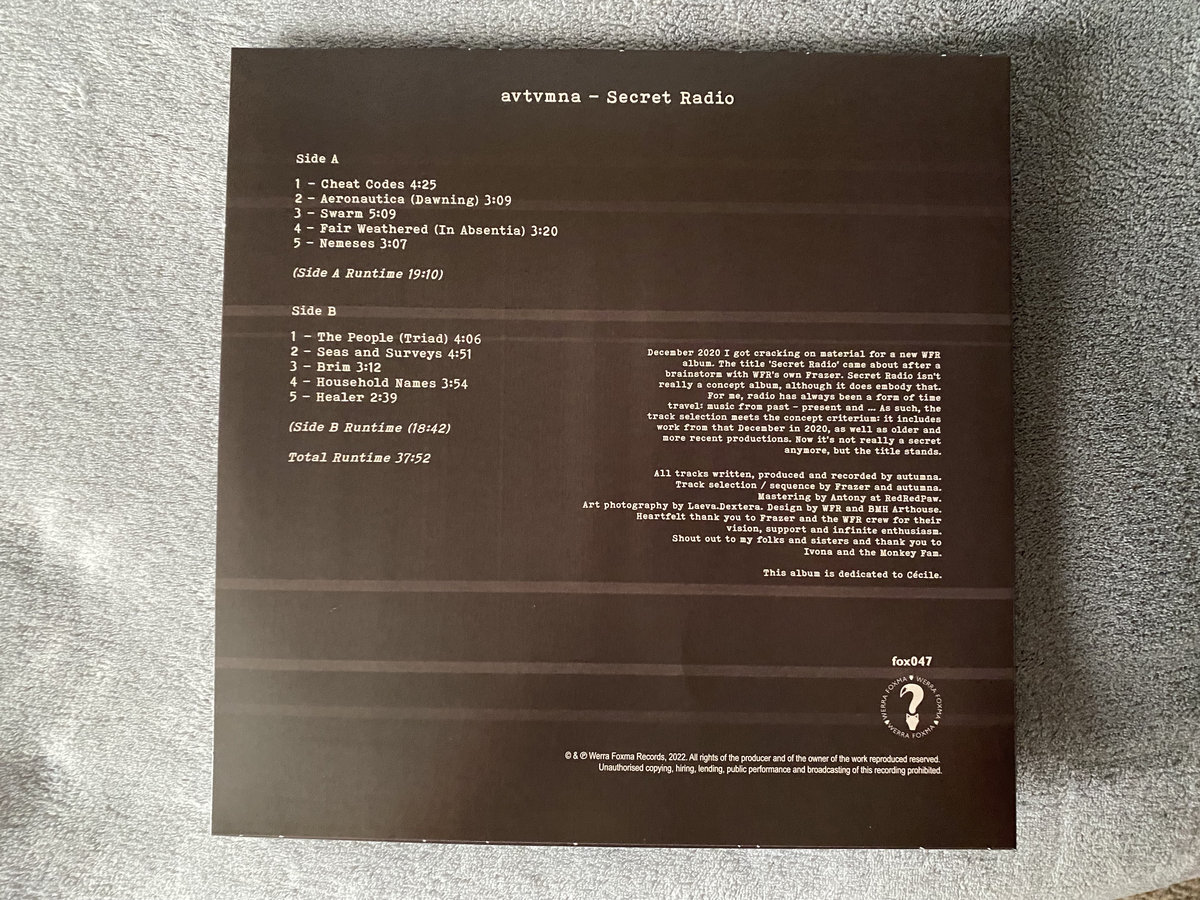 avtvmna – Secret Radio
Side A
1 – Cheat Codes 4:25
2 – Aeronautica (Dawning) 3:09
3 – Swarm 5:09
4 – Fair Weathered (In Absentia) 3:20
5 – Nemeses 3:07
(Side A Runtime 19:10)
Side B
1 – The People (Triad) 4:06
2 – Seas and Surveys 4:51
3 – Brim 3:12
4 – Household Names 3:54
5 – Healer 2:39
(Side B Runtime (18:42)
Total Runtime 37:52
December 2020 I got cracking on material for a new WFR
album. The title 'Secret Radio' came about after a
brainstorm with WFR's own Frazer. Secret Radio isn't
really a concept album, although it does embody that.
For me, radio has always been a form of time
travel: music from past – present and … As such, the
track selection meets the concept criterium: it includes
work from that December in 2020, as well as older and
more recent productions. Now it's not really a secret
anymore, but the title stands.
All tracks written, produced and recorded by autumna.
Track selection / sequence by Frazer and autumna.
Mastering by Antony at RedRedPaw.
Art photography by Laeva.Dextera. Design by WFR and BMH Arthouse.
Heartfelt thank you to Frazer and the WFR crew for their
vision, support and infinite enthusiasm.
Shout out to my folks and sisters and thank you to
Ivona and the Monkey Fam.
This album is dedicated to Cécile.
fox047
WERRA FOXMA WERRA FOXMA WERRA FOXMA
© & ℗ Werra Foxma Records, 2022. All rights of the producer and of the owner of the work reproduced reserved.
Unauthorised copying, hiring, lending, public performance and broadcasting of this recording prohibited.